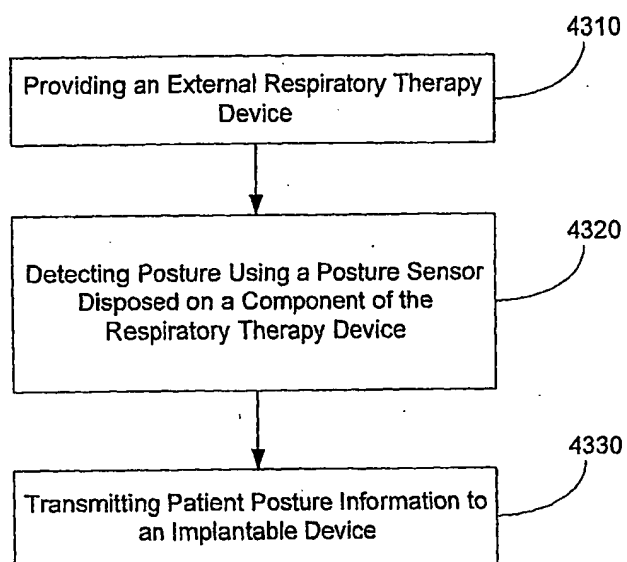 4310
Providing an External Respiratory Therapy
Device
4320
Detecting Posture Using a Posture Sensor
Disposed on a Component of the
Respiratory Therapy Device
4330
Transmitting Patient Posture Information to
an Implantable Device